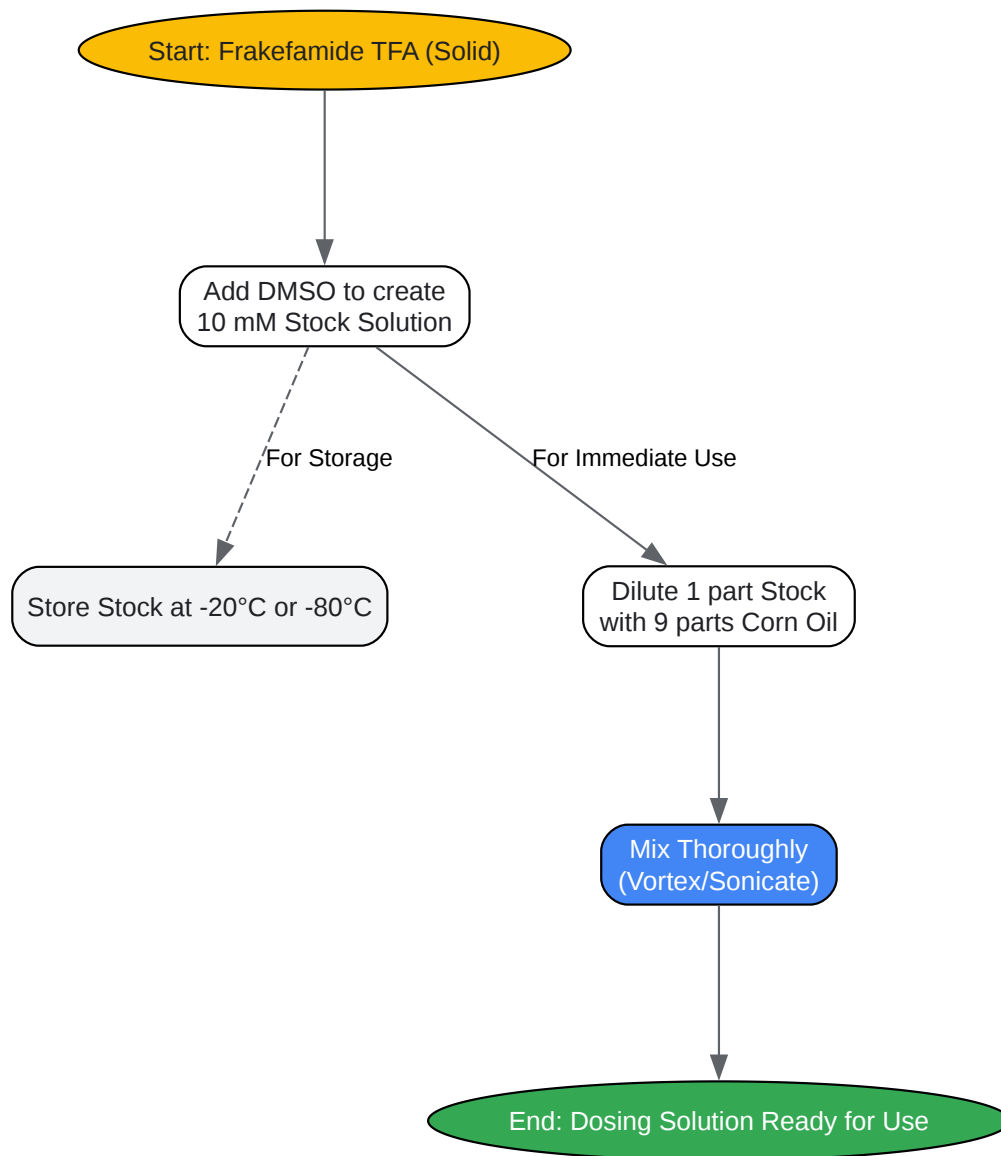 Start: Frakefamide TFA (Solid)
Add DMSO to create
10 mM Stock Solution
For Storage
For Immediate Use
Store Stock at -20°C or -80°C
Dilute 1 part Stock
with 9 parts Corn Oil
Mix Thoroughly
(Vortex/Sonicate)
End: Dosing Solution Ready for Use